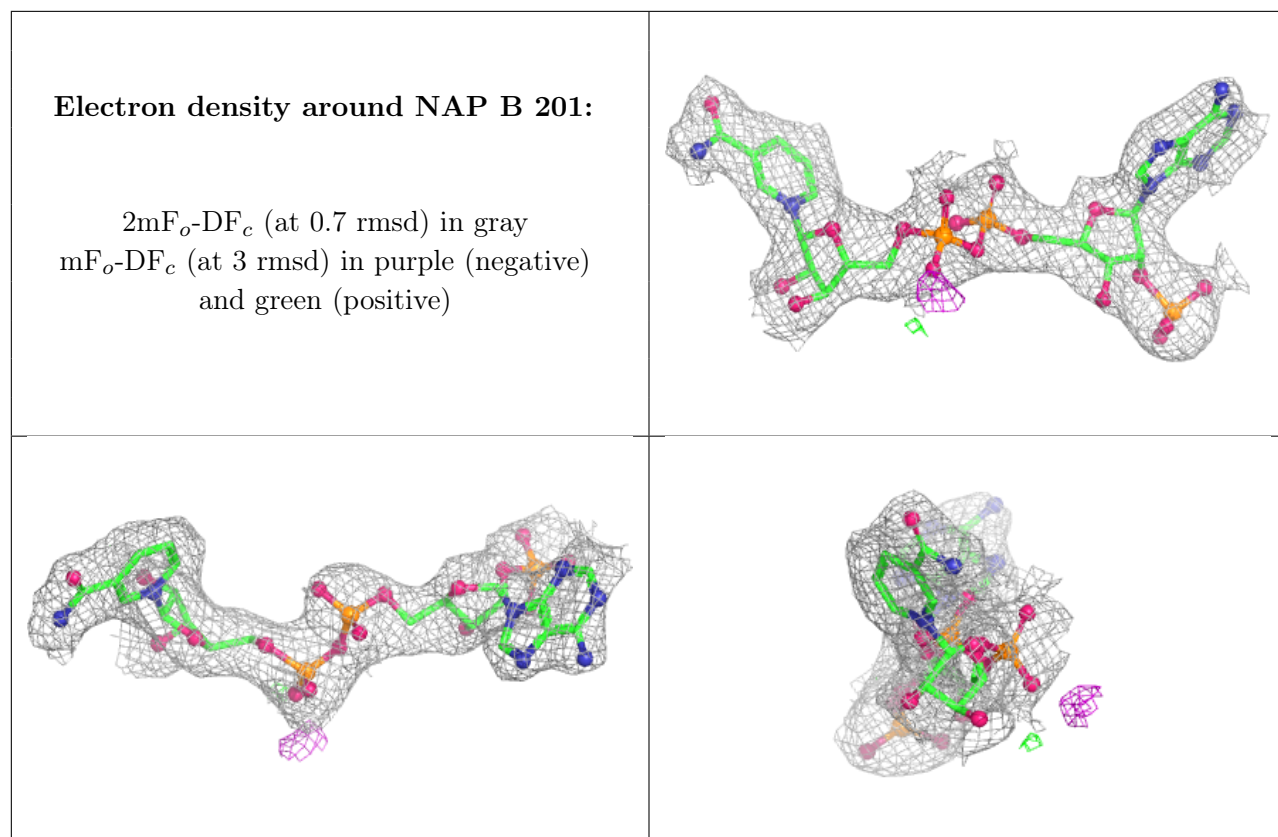 Electron density around NAP B 201:
2mFo-DFc (at 0.7 rmsd) in gray
mFo-DFc (at 3 rmsd) in purple (negative)
and green (positive)